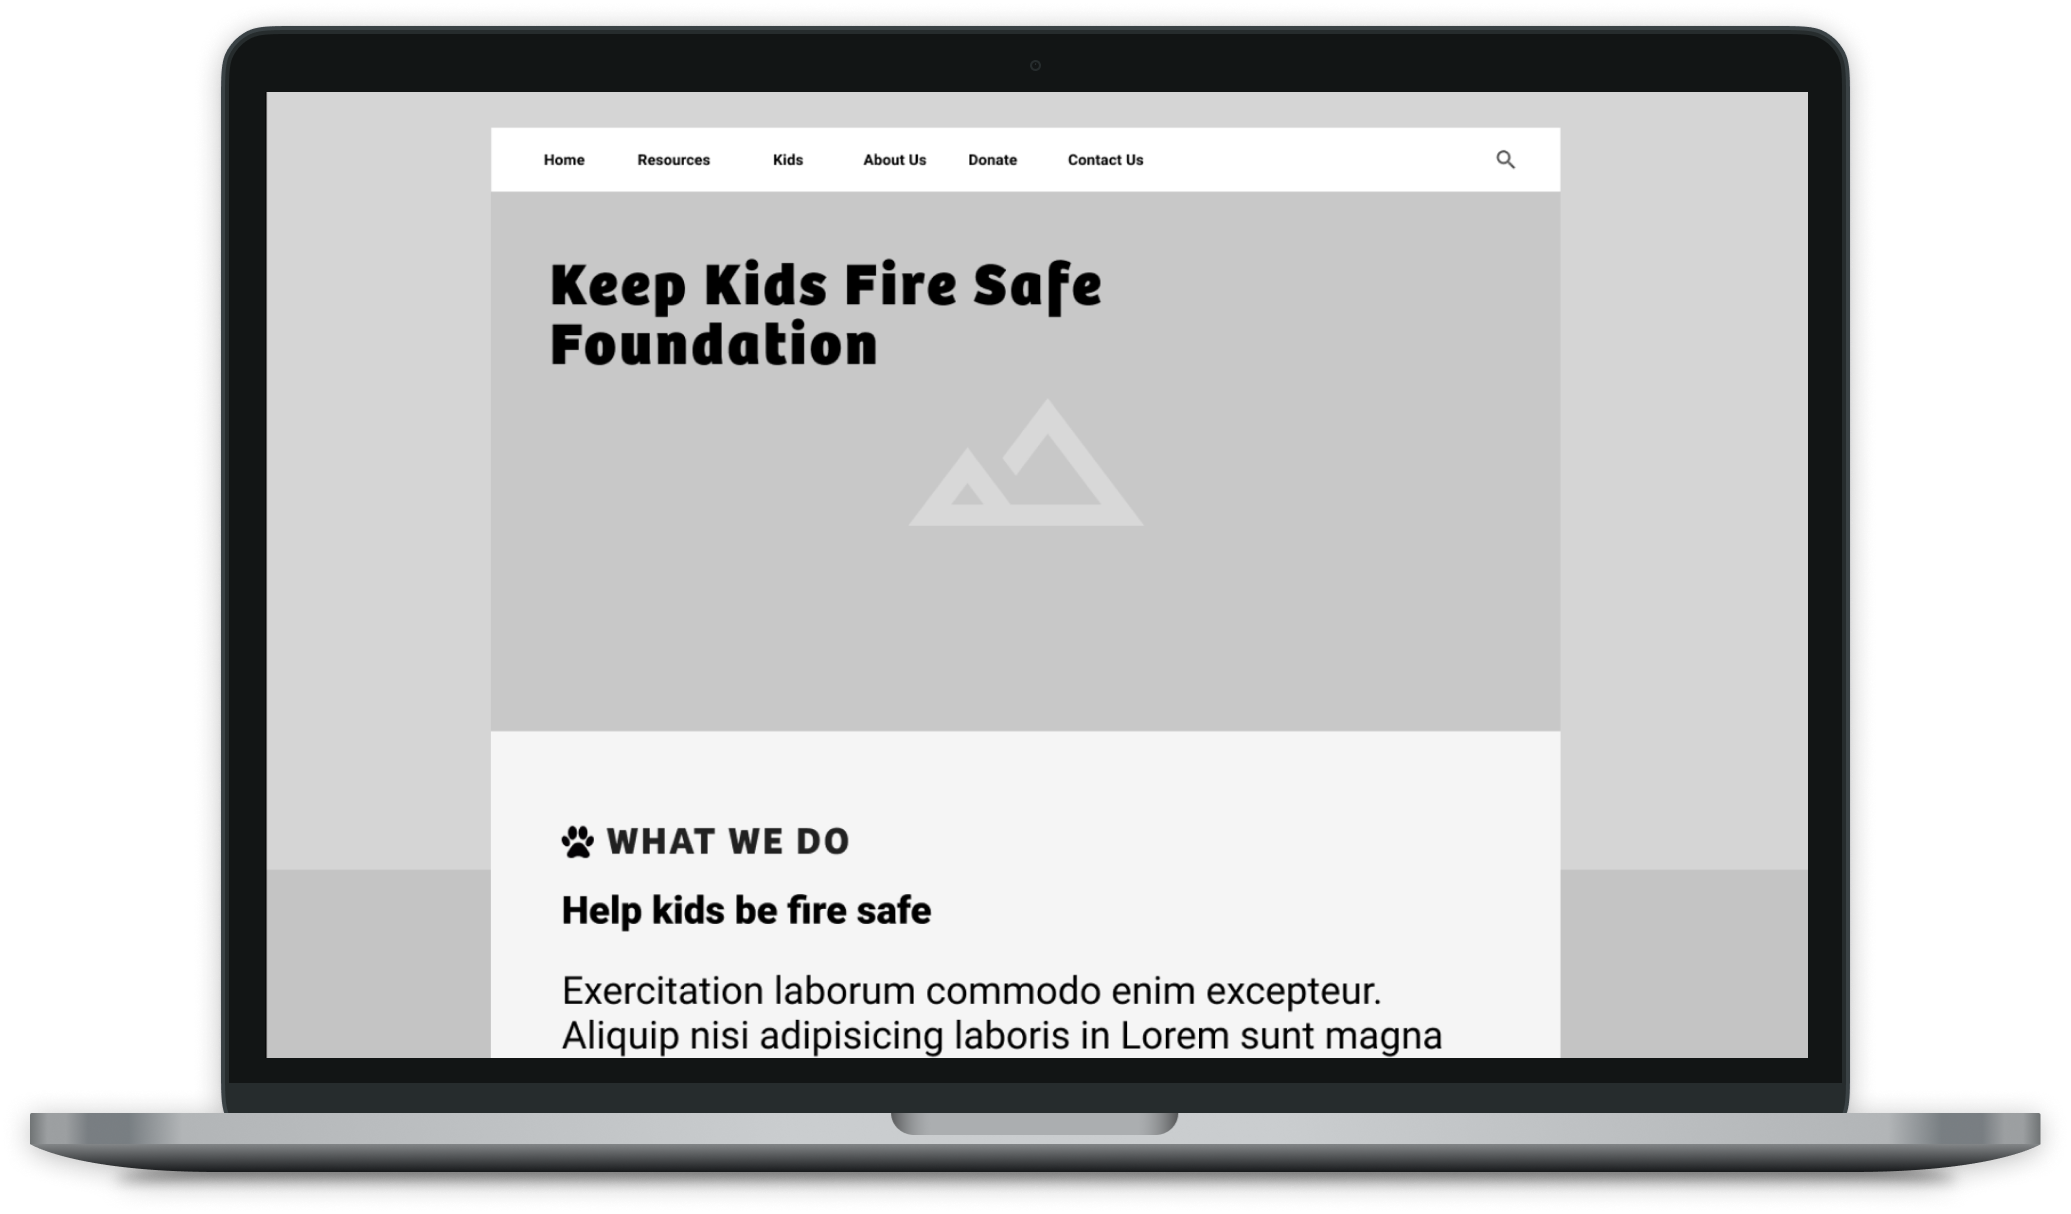 Home Resources Kids About Us Donate Contact Us
Keep Kids Fire Safe
Foundation
WHAT WE DO
Help kids be fire safe
Exercitation laborum commodo enim excepteur.
Aliquip nisi adipisicing laboris in Lorem sunt magna